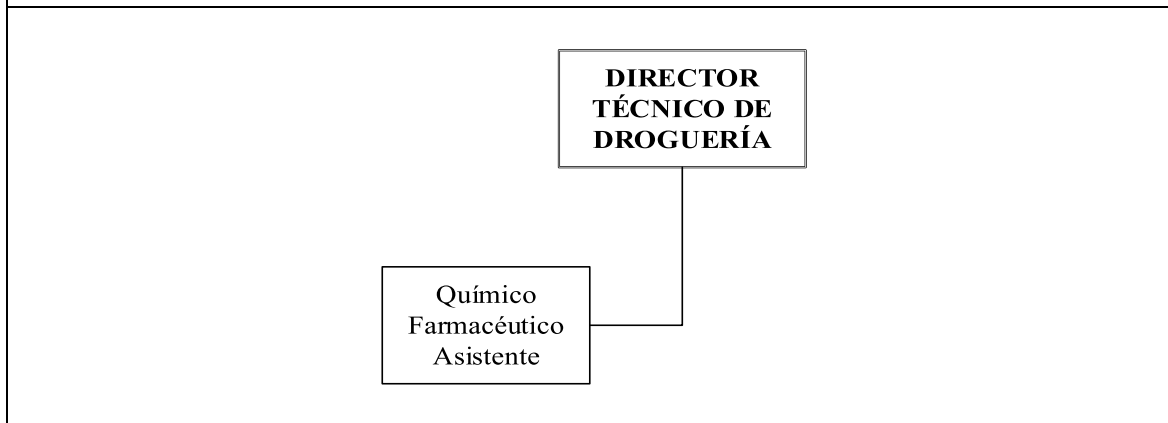 DIRECTOR
TÉCNICO DE
DROGUERÍA
Químico
Farmacéutico
Asistente